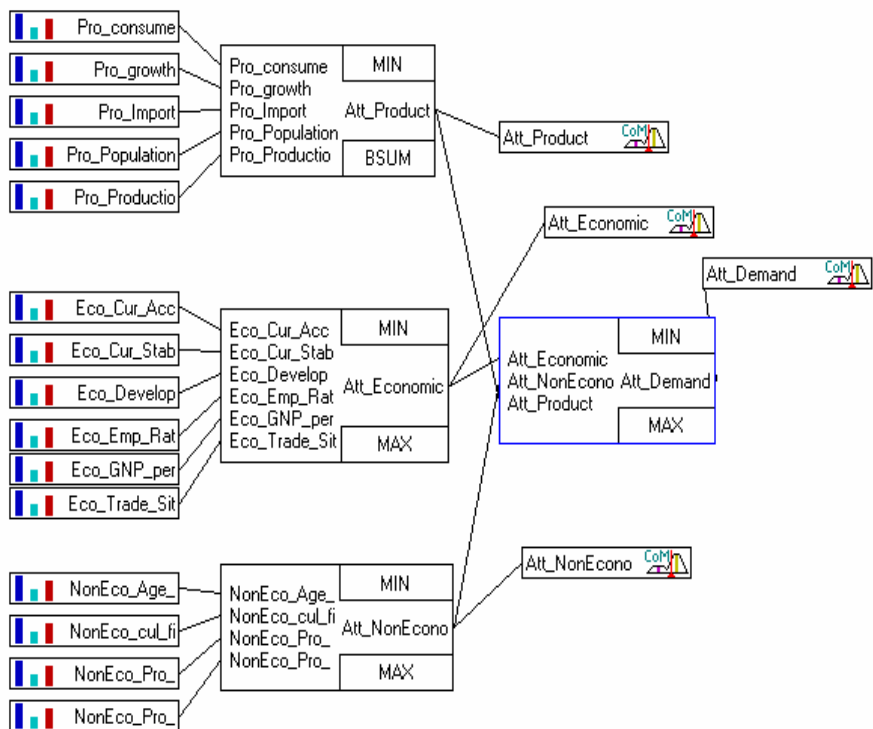 Pro_consume
Pro_growth
Pro_Import
Pro_Population
Pro_Productio
Pro_consume
Pro_growth
Pro_Import
Pro_Population
Pro_Productio
MIN
Att_Product
BSUM
Att_Product CoM
Att_Economic CoM
Att_Demand CoM
Eco_Cur_Acc
Eco_Cur_Stab
Eco_Develop
Eco_Emp_Rat
Eco_GNP_per
Eco_Trade_Sit
Eco_Cur_Acc
Eco_Cur_Stab
Eco_Develop
Eco_Emp_Rat
Eco_GNP_per
Eco_Trade_Sit
MIN
Att_Economic
MAX
Att_Economic
Att_NonEcono
Att_Product
MIN
Att_Demand
MAX
NonEco_Age_
NonEco_cul_fi
NonEco_Pro_
NonEco_Pro_
NonEco_Age_
NonEco_cul_fi
NonEco_Pro_
NonEco_Pro_
MIN
Att_NonEcono
MAX
Att_NonEcono CoM